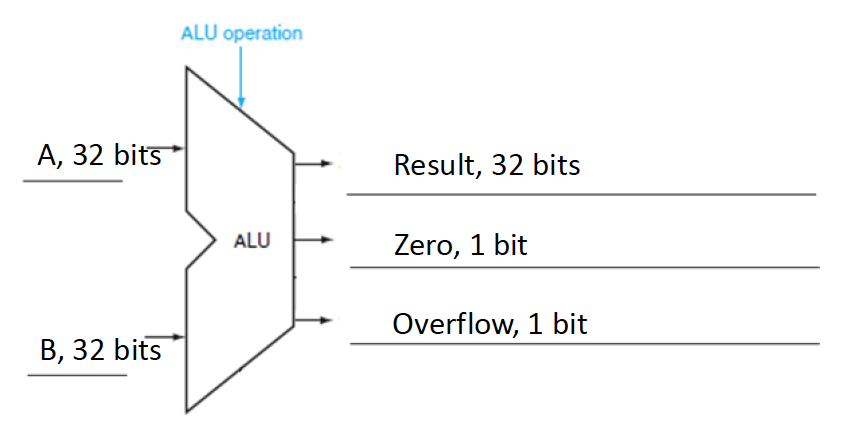 ALU operation
A, 32 bits
Result, 32 bits
ALU
Zero, 1 bit
Overflow, 1 bit
B, 32 bits